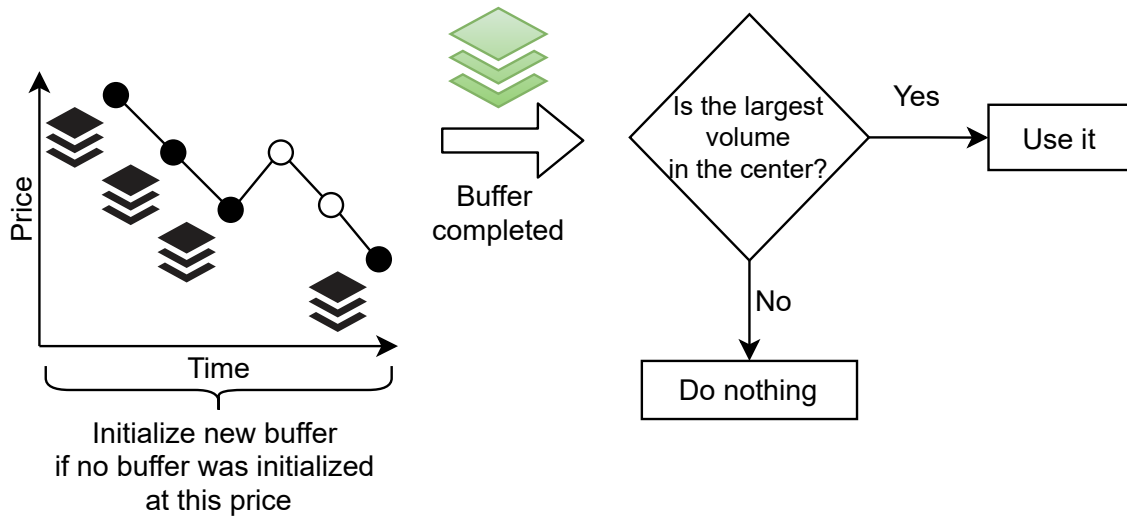 Price
Time
Initialize new buffer
if no buffer was initialized
at this price
Buffer
completed
Is the largest
volume
in the center?
Yes
Use it
No
Do nothing